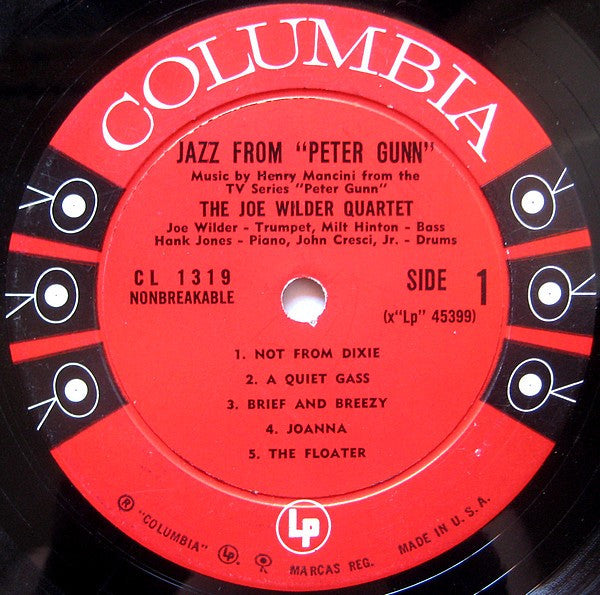 COLUMBIA
JAZZ FROM "PETER GUNN"
Music by Henry Mancini from the
TV Series "Peter Gunn"
THE JOE WILDER QUARTET
Joe Wilder - Trumpet, Milt Hinton - Bass
Hank Jones - Piano, John Cresci, Jr. - Drums
CL 1319
NONBREAKABLE
SIDE 1
(x"Lp" 45399)
1. NOT FROM DIXIE
2. A QUIET GASS
3. BRIEF AND BREEZY
4. JOANNA
5. THE FLOATER
Lp
® "COLUMBIA" Lp. MARCAS REG. MADE IN U. S. A.